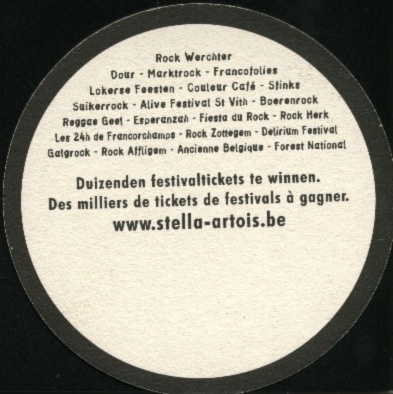 Rock Werchter
Dour - Marktrock - Francofolies
Lokerse Feesten - Couleur Café - Stinks
Suikerrock - Alive Festival St Vith - Boerenrock
Reggae Geel - Esperanzah - Fiesta du Rock - Rock Herk
Les 24h de Francorchamps - Rock Zottegem - Delirium Festival
Galgrock - Rock Affligem - Ancienne Belgique - Forest National
Duizenden festivaltickets te winnen.
Des milliers de tickets de festivals à gagner.
www.stella-artois.be